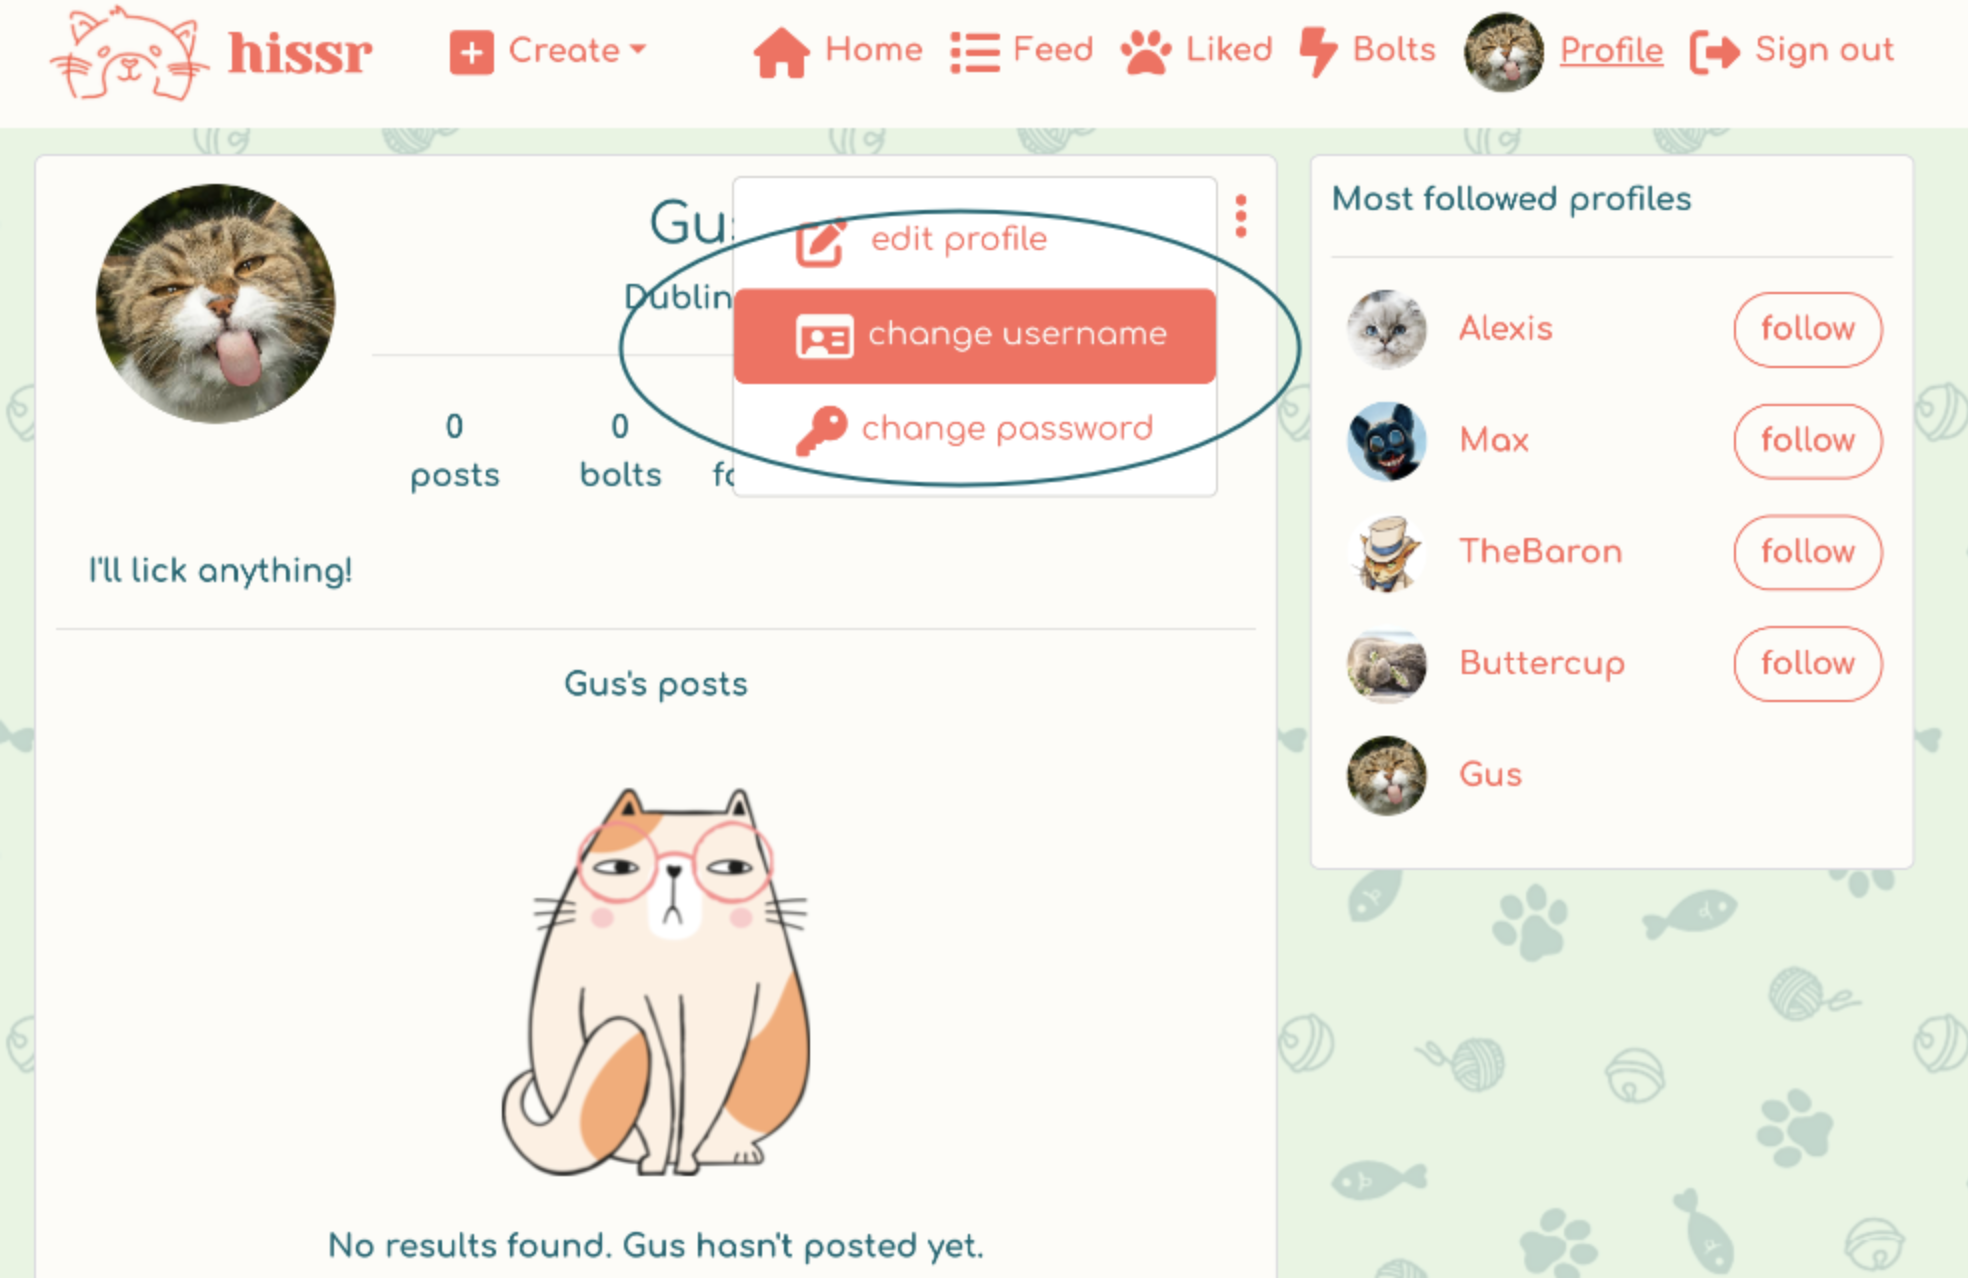 hissr
Create
Home
Feed
Liked
Bolts
Profile
Sign out
Dublin
edit profile
change username
change password
0
posts
0
bolts
I'll lick anything!
Gus's posts
No results found. Gus hasn't posted yet.
Most followed profiles
Alexis
follow
Max
follow
TheBaron
follow
Buttercup
follow
Gus